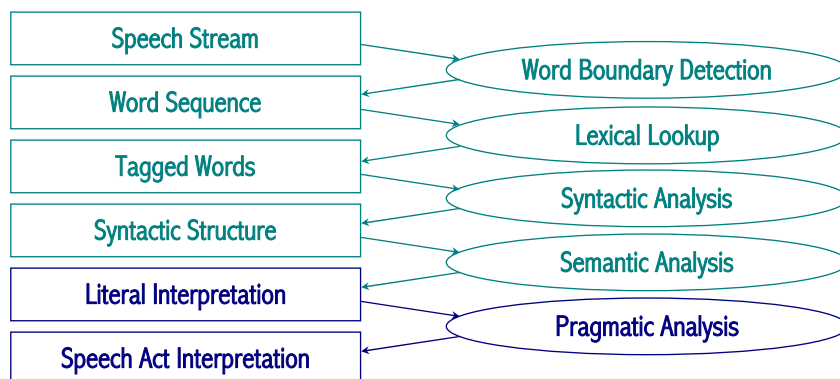 Speech Stream
Word Boundary Detection
Word Sequence
Lexical Lookup
Tagged Words
Syntactic Analysis
Syntactic Structure
Semantic Analysis
Literal Interpretation
Pragmatic Analysis
Speech Act Interpretation